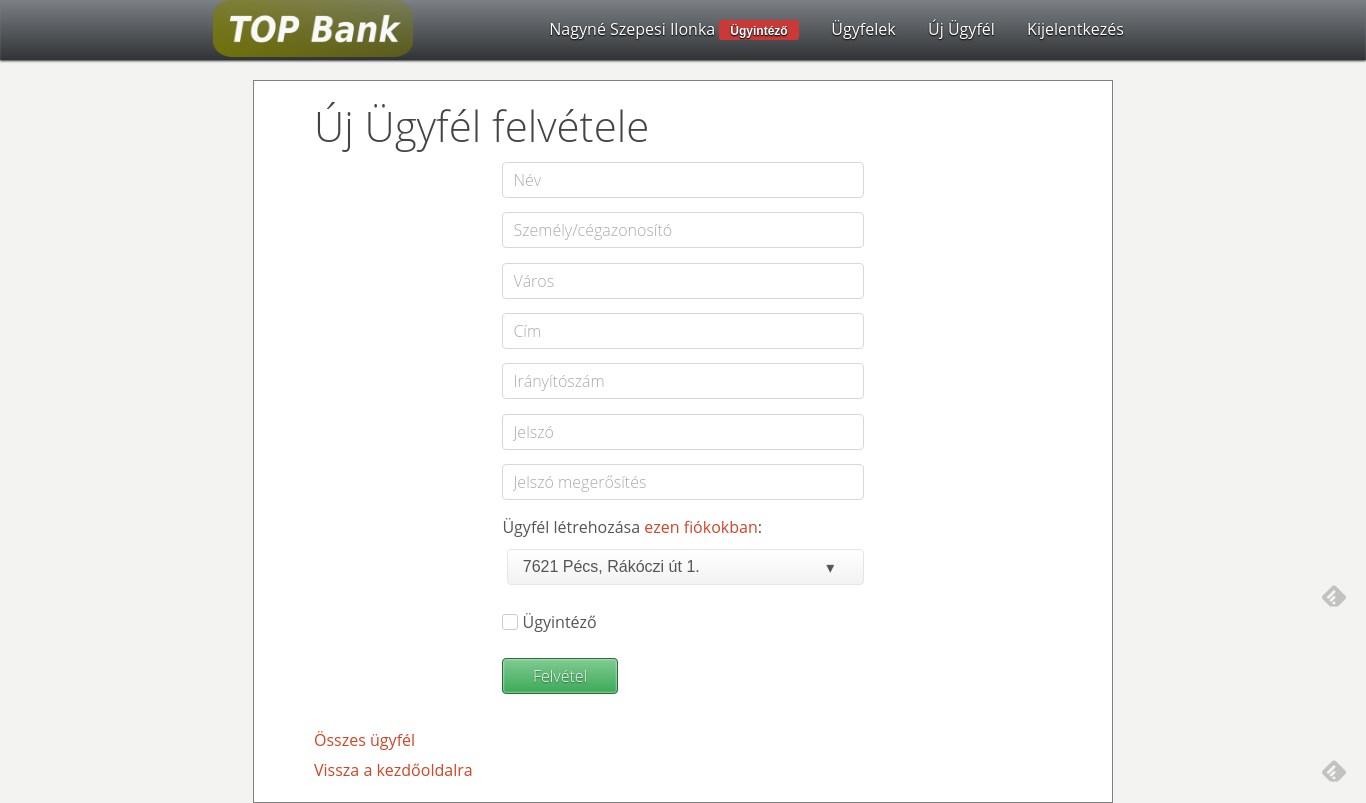 TOP Bank
Nagyné Szepesi Ilonka Ügyintéző Ügyfelek Új Ügyfél Kijelentkezés
Új Ügyfél felvétele
Név
Személy/cégazonosító
Város
Cím
Irányítószám
Jelszó
Jelszó megerősítés
Ügyfél létrehozása ezen fiókokban:
7621 Pécs, Rákóczi út 1.
Ügyintéző
Felvétel
Összes ügyfél
Vissza a kezdőoldalra